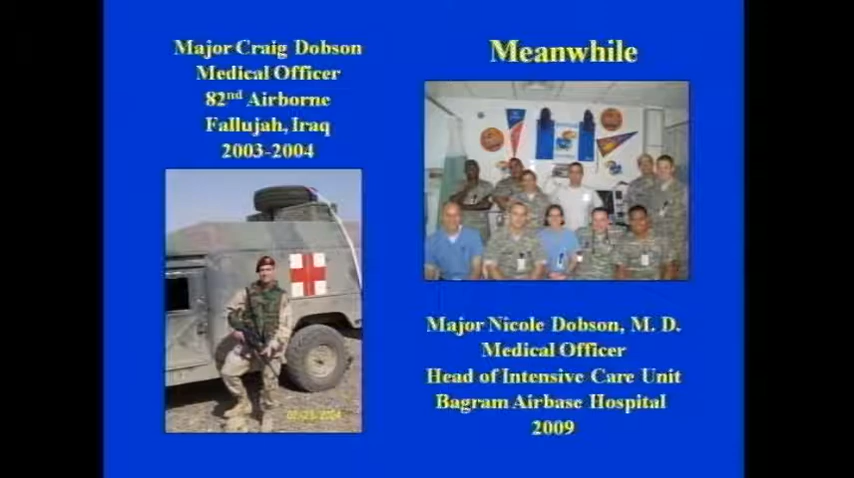 Major Craig Dobson
Medical Officer
82nd Airborne
Fallujah, Iraq
2003-2004
Meanwhile
Major Nicole Dobson, M. D.
Medical Officer
Head of Intensive Care Unit
Bagram Airbase Hospital
2009